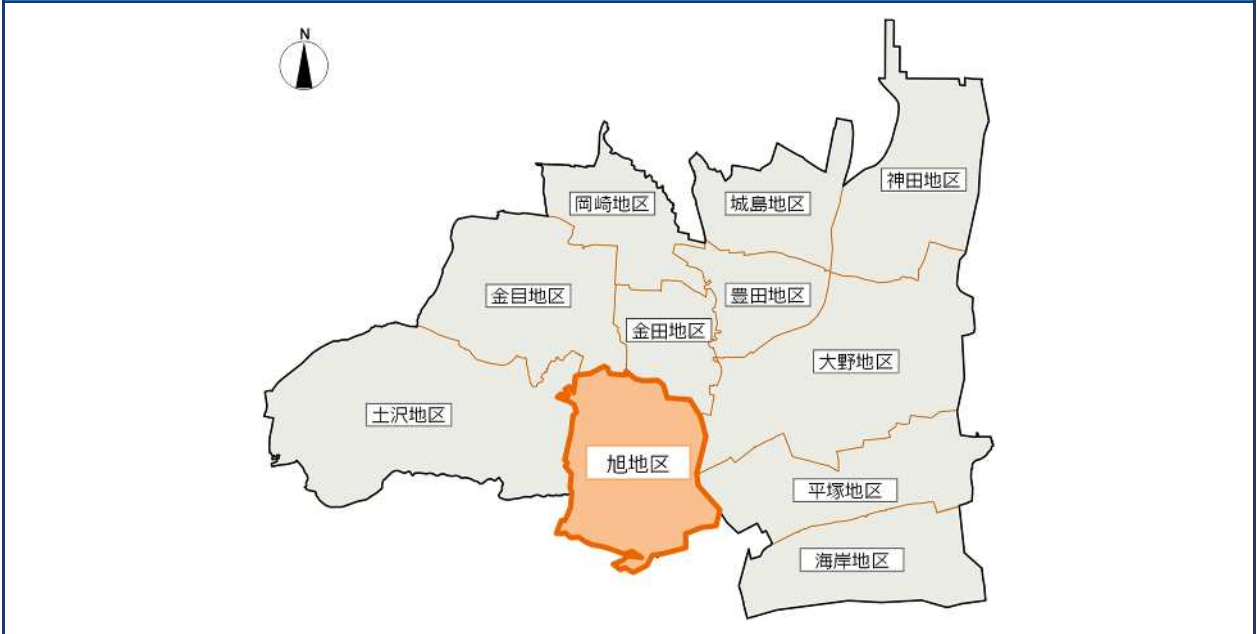 N
神田地区
岡崎地区
城島地区
金目地区
豊田地区
金田地区
大野地区
土沢地区
旭地区
平塚地区
海岸地区